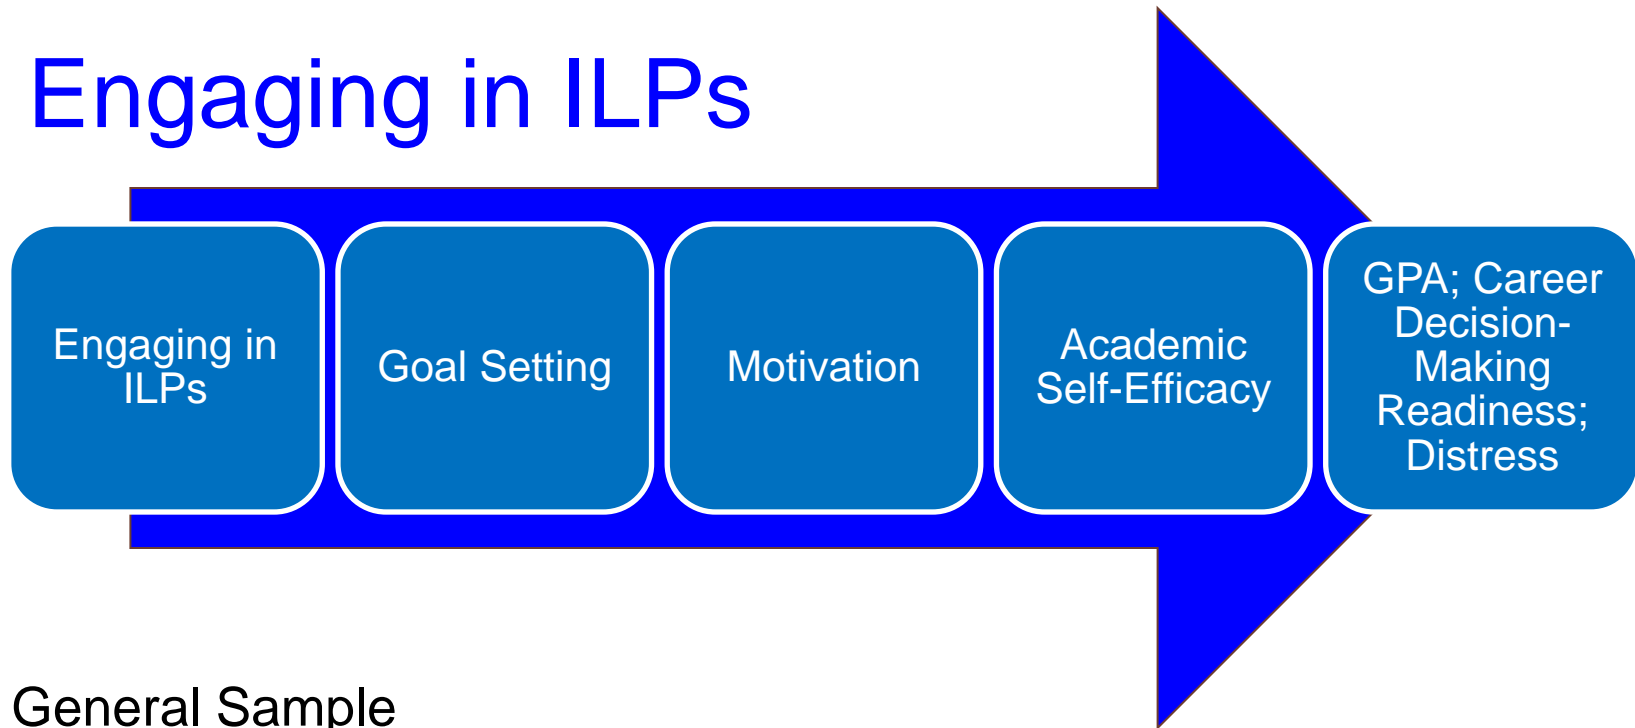 Engaging in ILPs
Engaging in
ILPs
Goal Setting
Motivation
Academic
Self-Efficacy
GPA; Career
Decision-
Making
Readiness;
Distress
General Sample